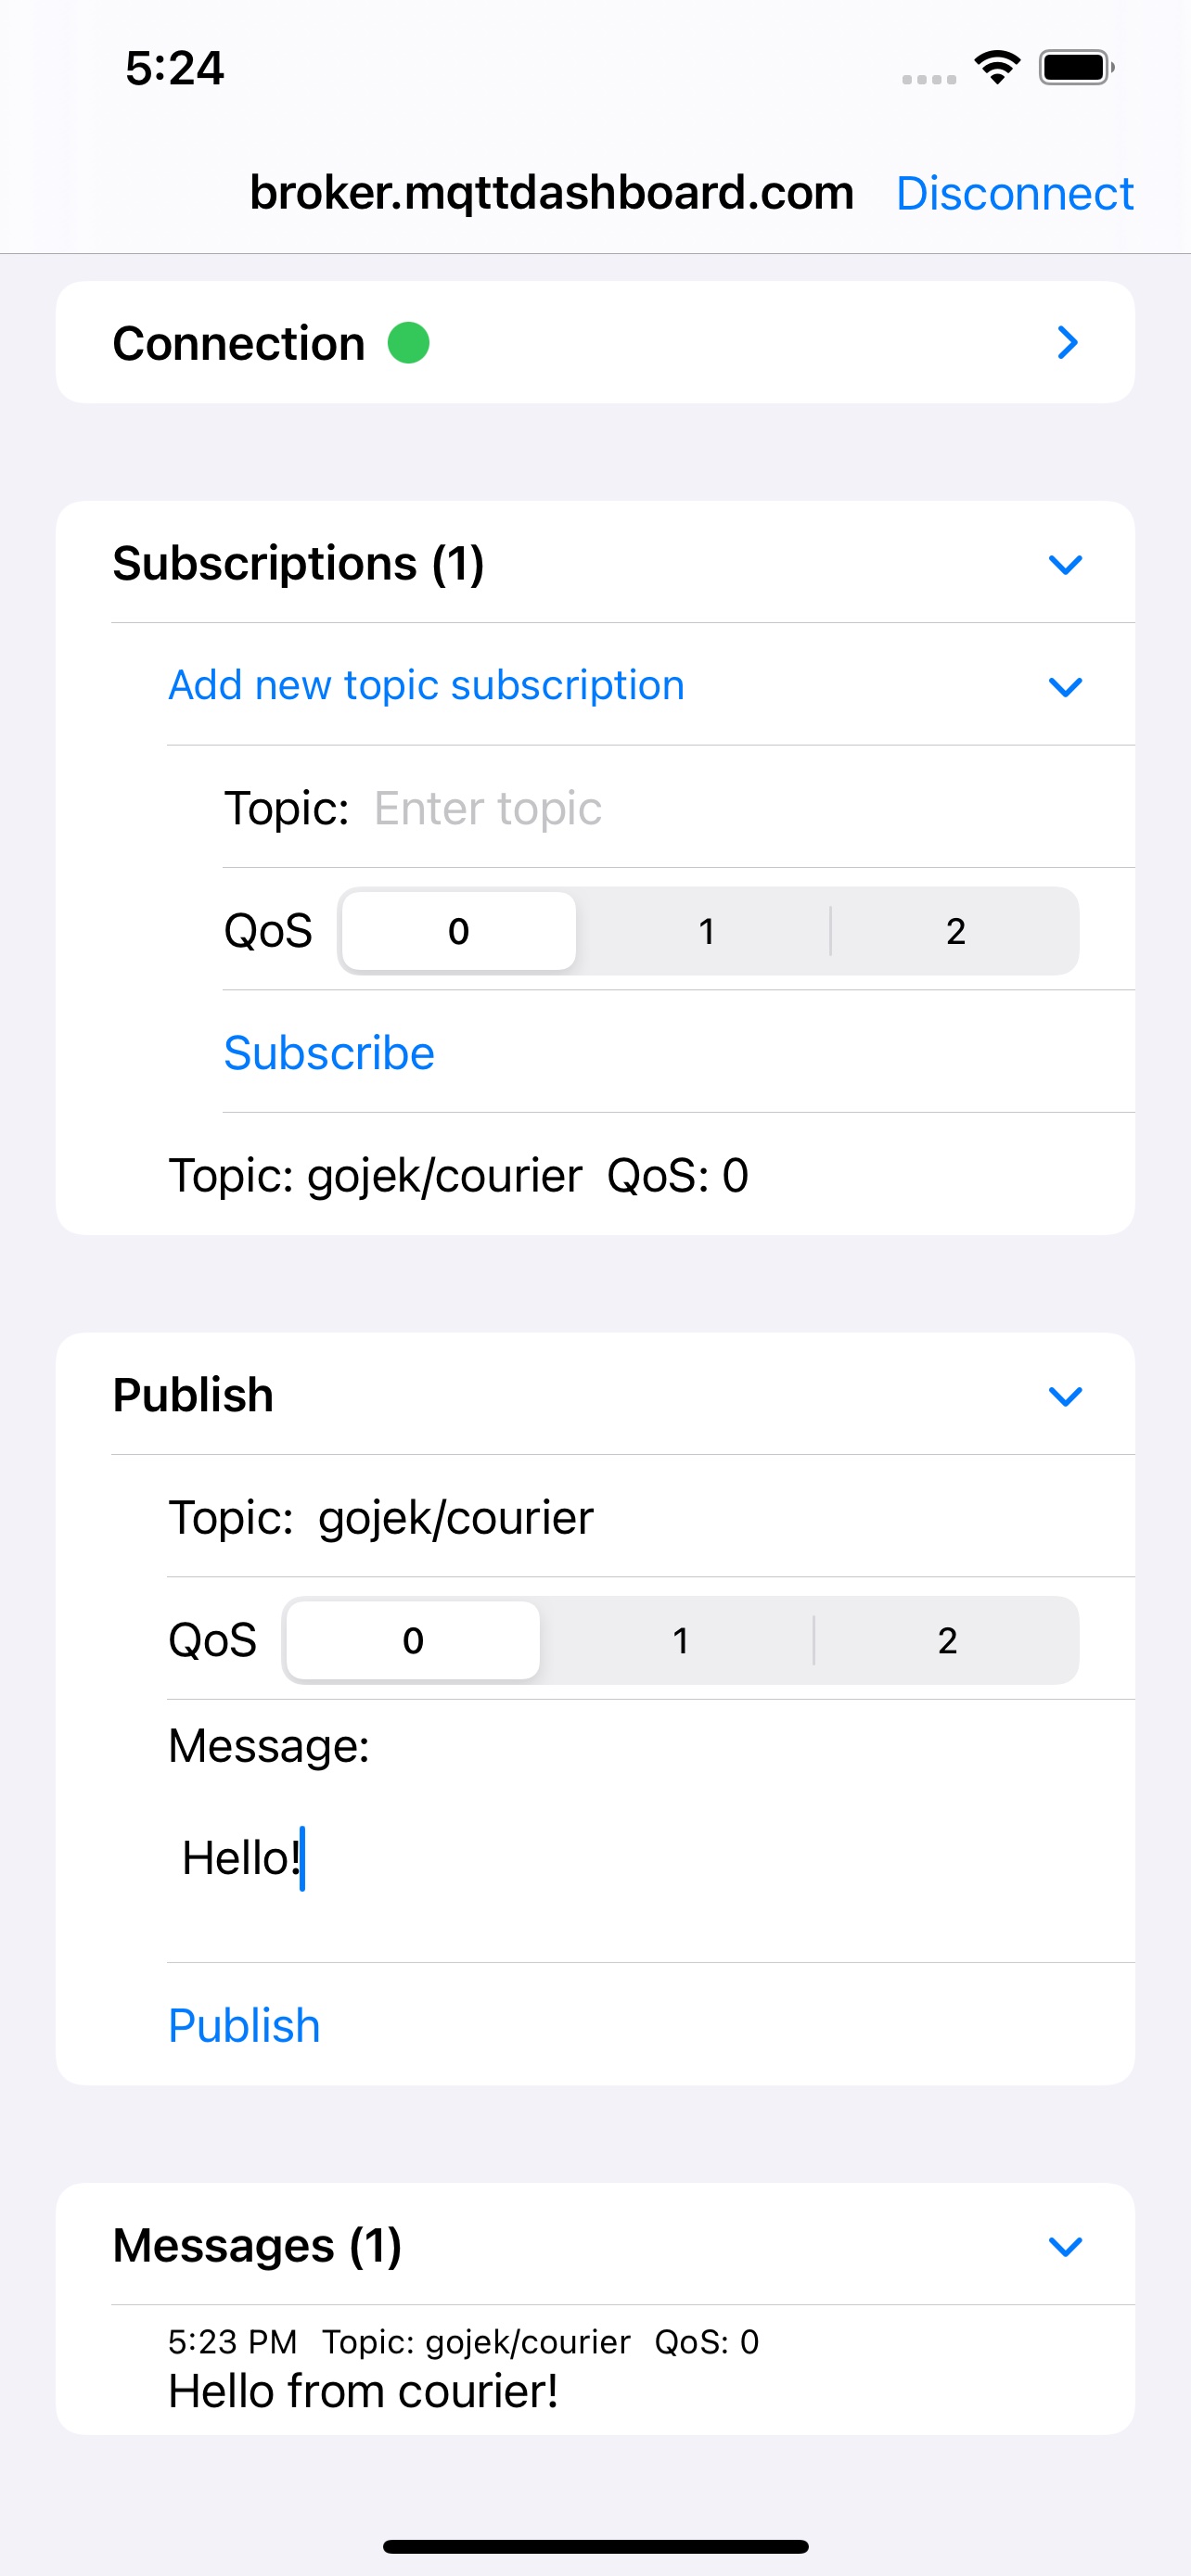 5:24
broker.mqttdashboard.com Disconnect
Connection
Subscriptions (1)
Add new topic subscription
Topic: Enter topic
QoS 0 1 2
Subscribe
Topic: gojek/courier QoS: 0
Publish
Topic: gojek/courier
QoS 0 1 2
Message:
Hello!
Publish
Messages (1)
5:23 PM Topic: gojek/courier QoS: 0
Hello from courier!